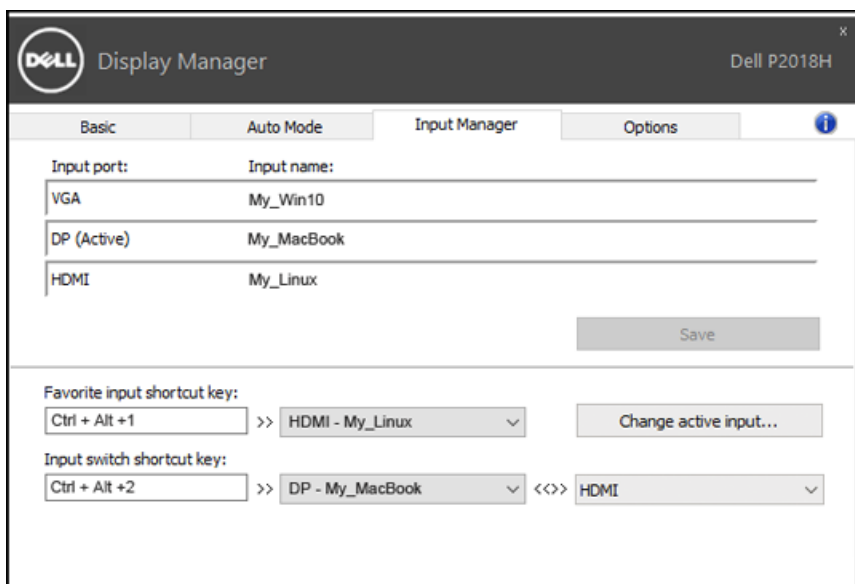 x
DELL Display Manager Dell P2018H
Basic Auto Mode Input Manager Options i
Input port: Input name:
VGA My_Win10
DP (Active) My_MacBook
HDMI My_Linux
Save
Favorite input shortcut key:
Ctrl + Alt +1 >> HDMI - My_Linux Change active input...
Input switch shortcut key:
Ctrl + Alt +2 >> DP - My_MacBook <<>> HDMI